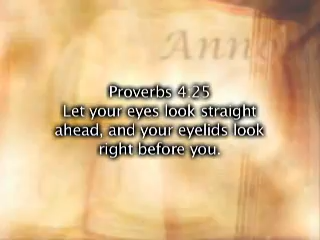 Anno
Proverbs 4:25
Let your eyes look straight
ahead, and your eyelids look
right before you.